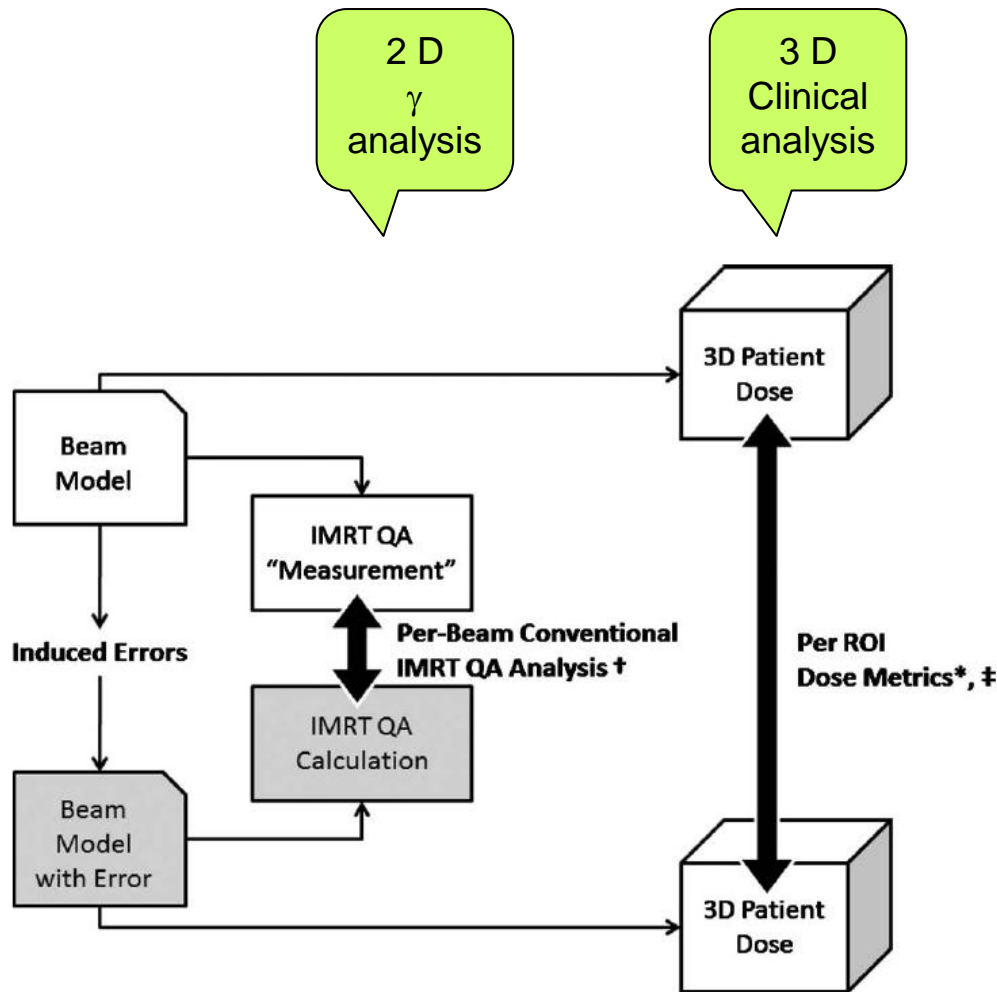 2 D
γ
analysis
3 D
Clinical
analysis
3D Patient
Dose
Beam
Model
IMRT QA
“Measurement”
Induced Errors
Per-Beam Conventional
IMRT QA Analysis †
Per ROI
Dose Metrics*, ‡
IMRT QA
Calculation
Beam
Model
with Error
3D Patient
Dose